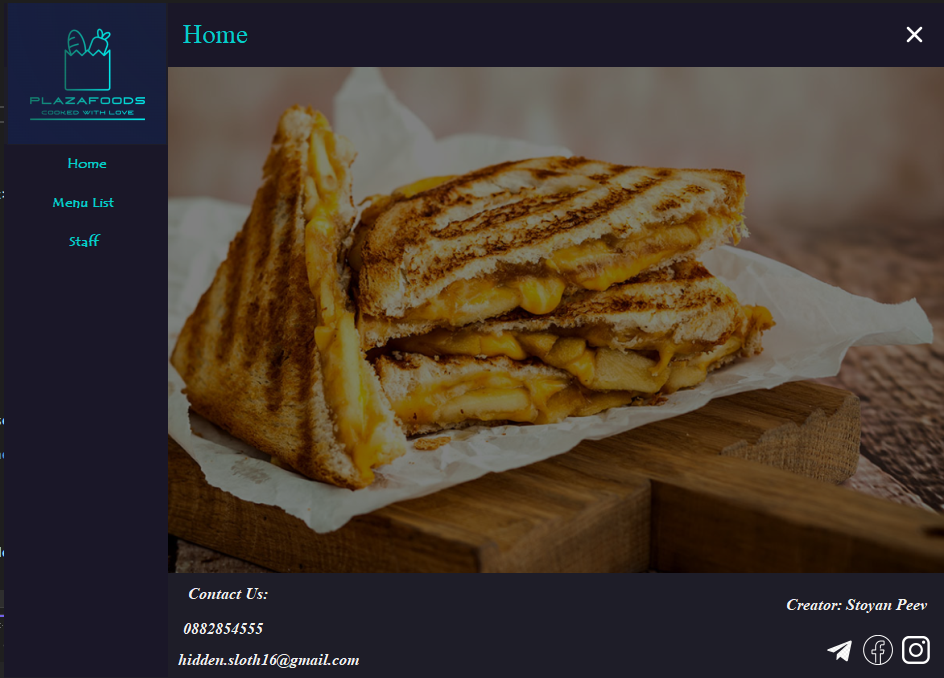 PLAZAFOODS
COOKED WITH LOVE
Home
Menu List
Staff
Home
Contact Us:
0882854555
hidden.sloth16@gmail.com
Creator: Stoyan Peev